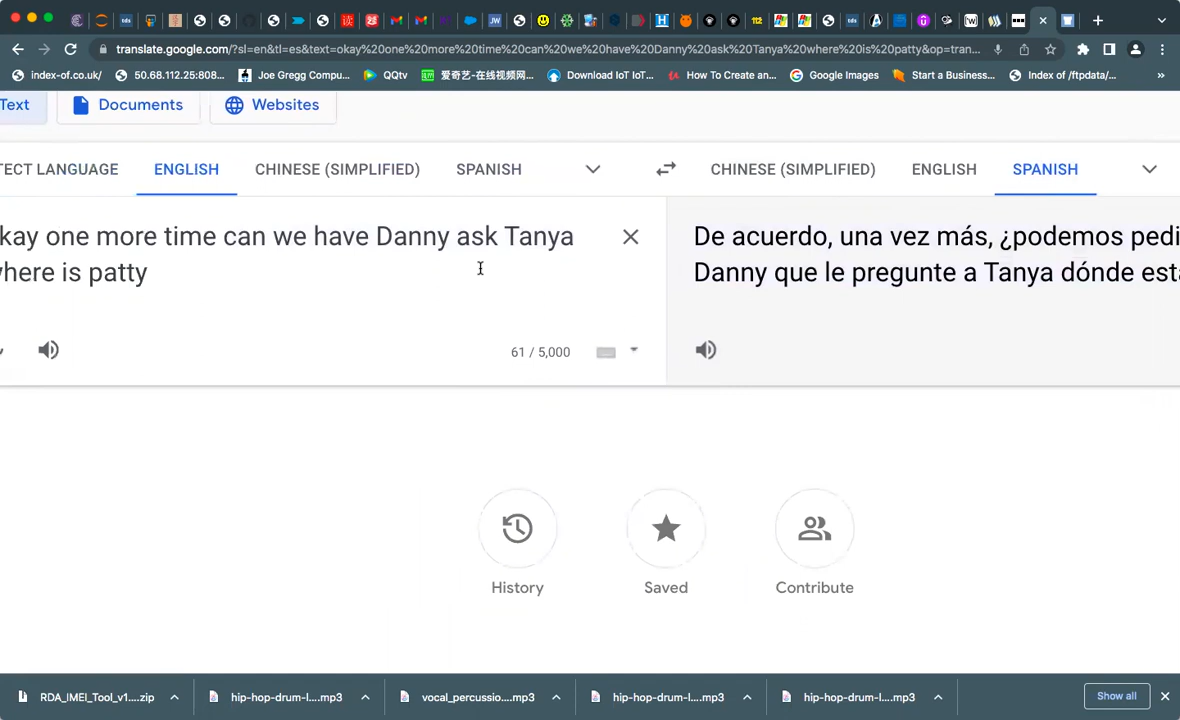 translate.google.com/?sl=en&tl=es&text=okay%20one%20more%20time%20can%20we%20have%20Danny%20ask%20Tanya%20where%20is%20patty&op=tran...
index-of.co.uk/
50.68.112.25:808...
Joe Gregg Compu...
QQtv
爱奇艺-在线视频网...
Download IoT IoT...
How To Create an...
Google Images
Start a Business...
Index of /ftpdata/...
»
Text
Documents
Websites
TECT LANGUAGE
ENGLISH
CHINESE (SIMPLIFIED)
SPANISH
CHINESE (SIMPLIFIED)
ENGLISH
SPANISH
kay one more time can we have Danny ask Tanya
where is patty
De acuerdo, una vez más, ¿podemos pedi
Danny que le pregunte a Tanya dónde está
61 / 5,000
History
Saved
Contribute
RDA_IMEI_Tool_v1....zip
hip-hop-drum-l....mp3
vocal_percussio....mp3
hip-hop-drum-l....mp3
hip-hop-drum-l....mp3
Show all